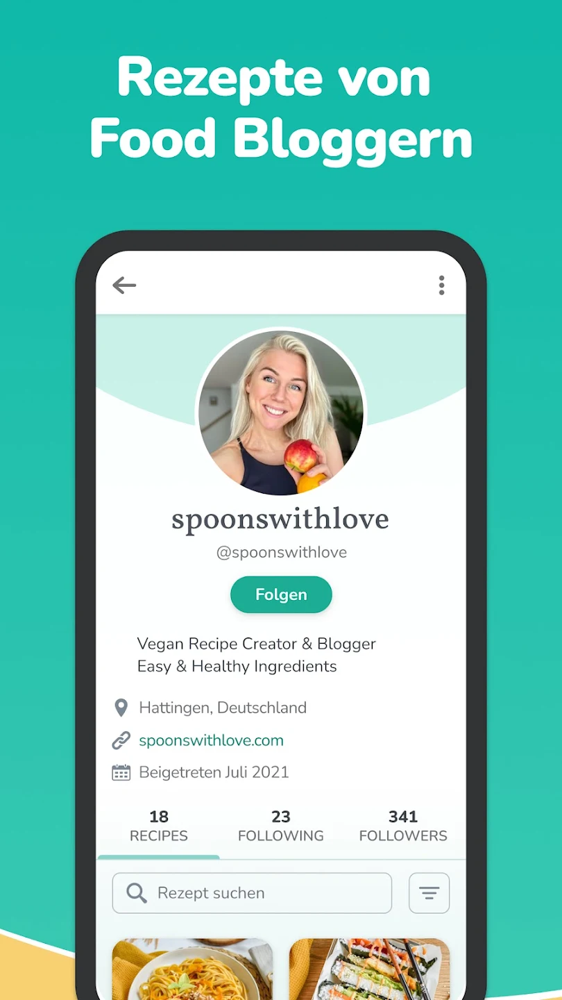 Rezepte von
Food Bloggern
spoonswithlove
@spoonswithlove
Folgen
Vegan Recipe Creator & Blogger
Easy & Healthy Ingredients
Hattingen, Deutschland
spoonswithlove.com
Beigetreten Juli 2021
18 23 341
RECIPES FOLLOWING FOLLOWERS
Rezept suchen